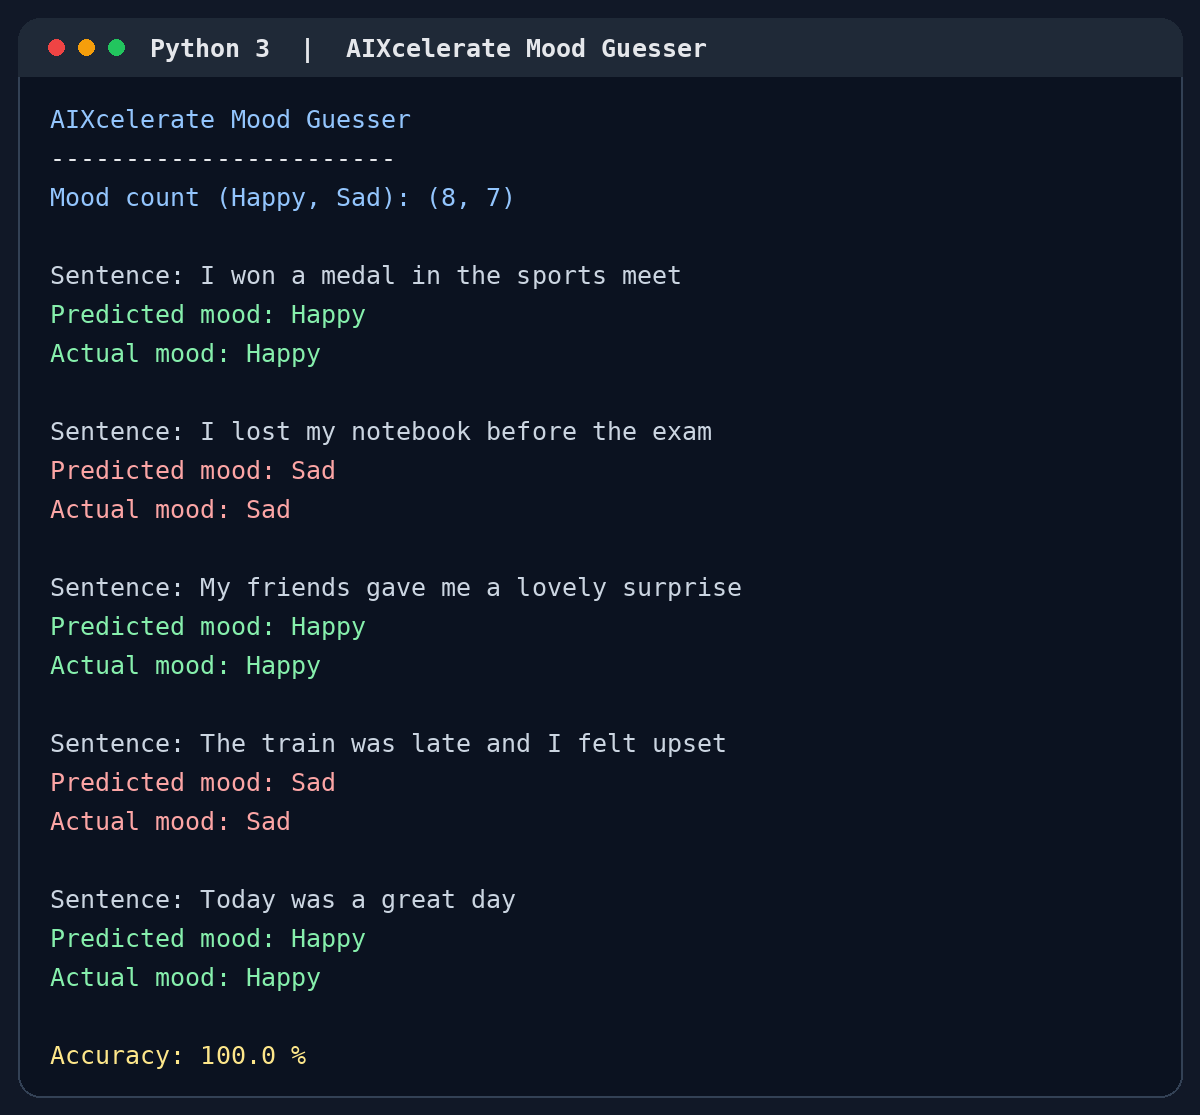 Python 3 | AIXcelerate Mood Guesser
AIXcelerate Mood Guesser
-----------------------
Mood count (Happy, Sad): (8, 7)
Sentence: I won a medal in the sports meet
Predicted mood: Happy
Actual mood: Happy
Sentence: I lost my notebook before the exam
Predicted mood: Sad
Actual mood: Sad
Sentence: My friends gave me a lovely surprise
Predicted mood: Happy
Actual mood: Happy
Sentence: The train was late and I felt upset
Predicted mood: Sad
Actual mood: Sad
Sentence: Today was a great day
Predicted mood: Happy
Actual mood: Happy
Accuracy: 100.0 %